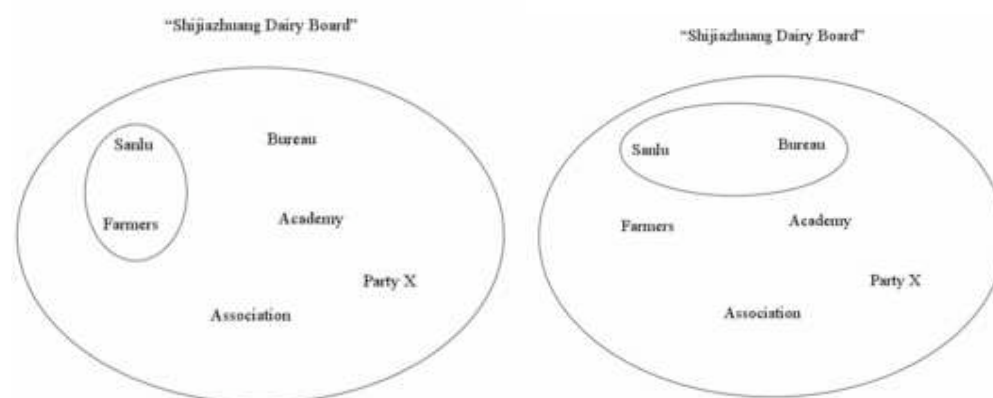 "Shijiazhuang Dairy Board"
Sanlu
Bureau
Farmers
Academy
Party X
Association
"Shijiazhuang Dairy Board"
Sanlu
Bureau
Farmers
Academy
Party X
Association